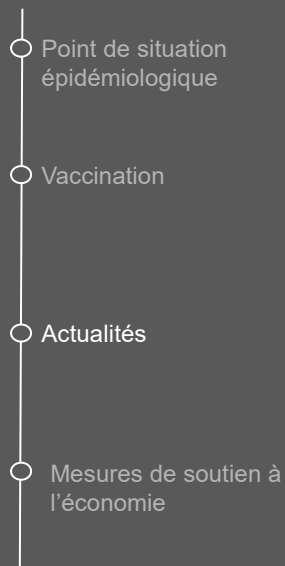 Point de situation
épidémiologique
Vaccination
Actualités
Mesures de soutien à
l’économie